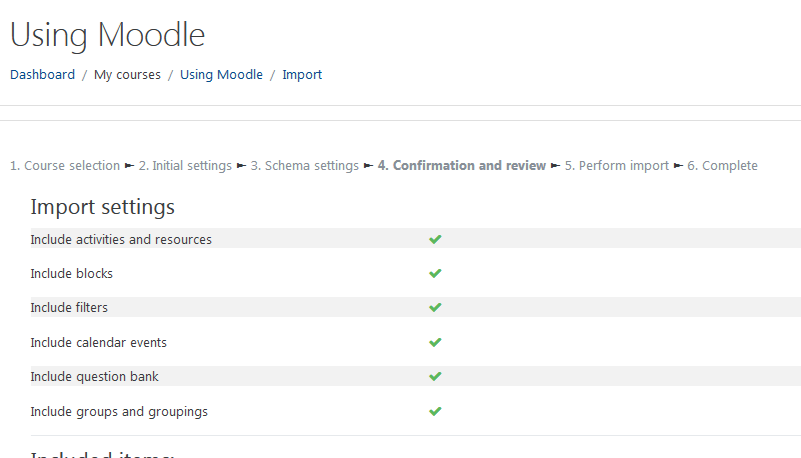 Using Moodle
Dashboard / My courses / Using Moodle / Import
1. Course selection ► 2. Initial settings ► 3. Schema settings ► 4. Confirmation and review ► 5. Perform import ► 6. Complete
Import settings
Include activities and resources ✔
Include blocks ✔
Include filters ✔
Include calendar events ✔
Include question bank ✔
Include groups and groupings ✔
Included items: